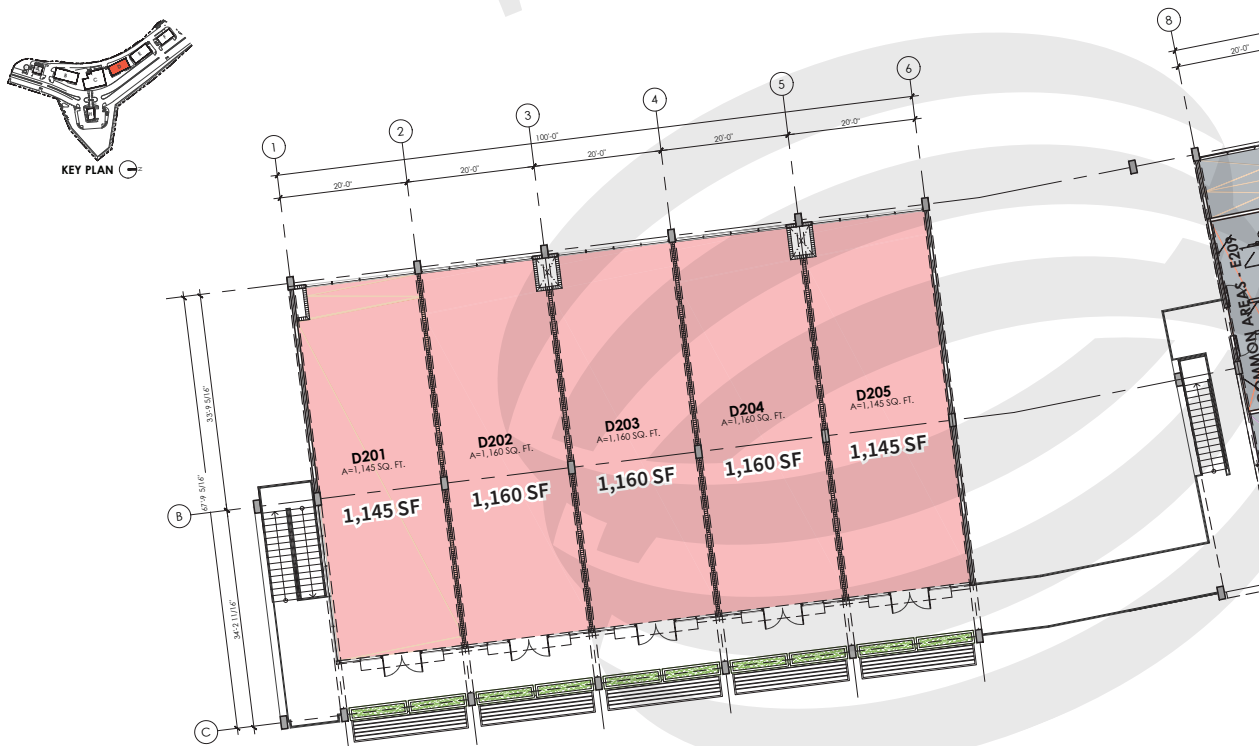 KEY PLAN
N
1
2
3
4
5
6
8
100'-0"
20'-0"
20'-0"
20'-0"
20'-0"
20'-0"
20'-0"
33'-9 5/16"
67'-9 5/16"
34'-2 11/16"
B
C
D201
A=1,145 SQ. FT.
1,145 SF
D202
A=1,160 SQ. FT.
1,160 SF
D203
A=1,160 SQ. FT.
1,160 SF
D204
A=1,160 SQ. FT.
1,160 SF
D205
A=1,145 SQ. FT.
1,145 SF
COMMON AREAS - E209